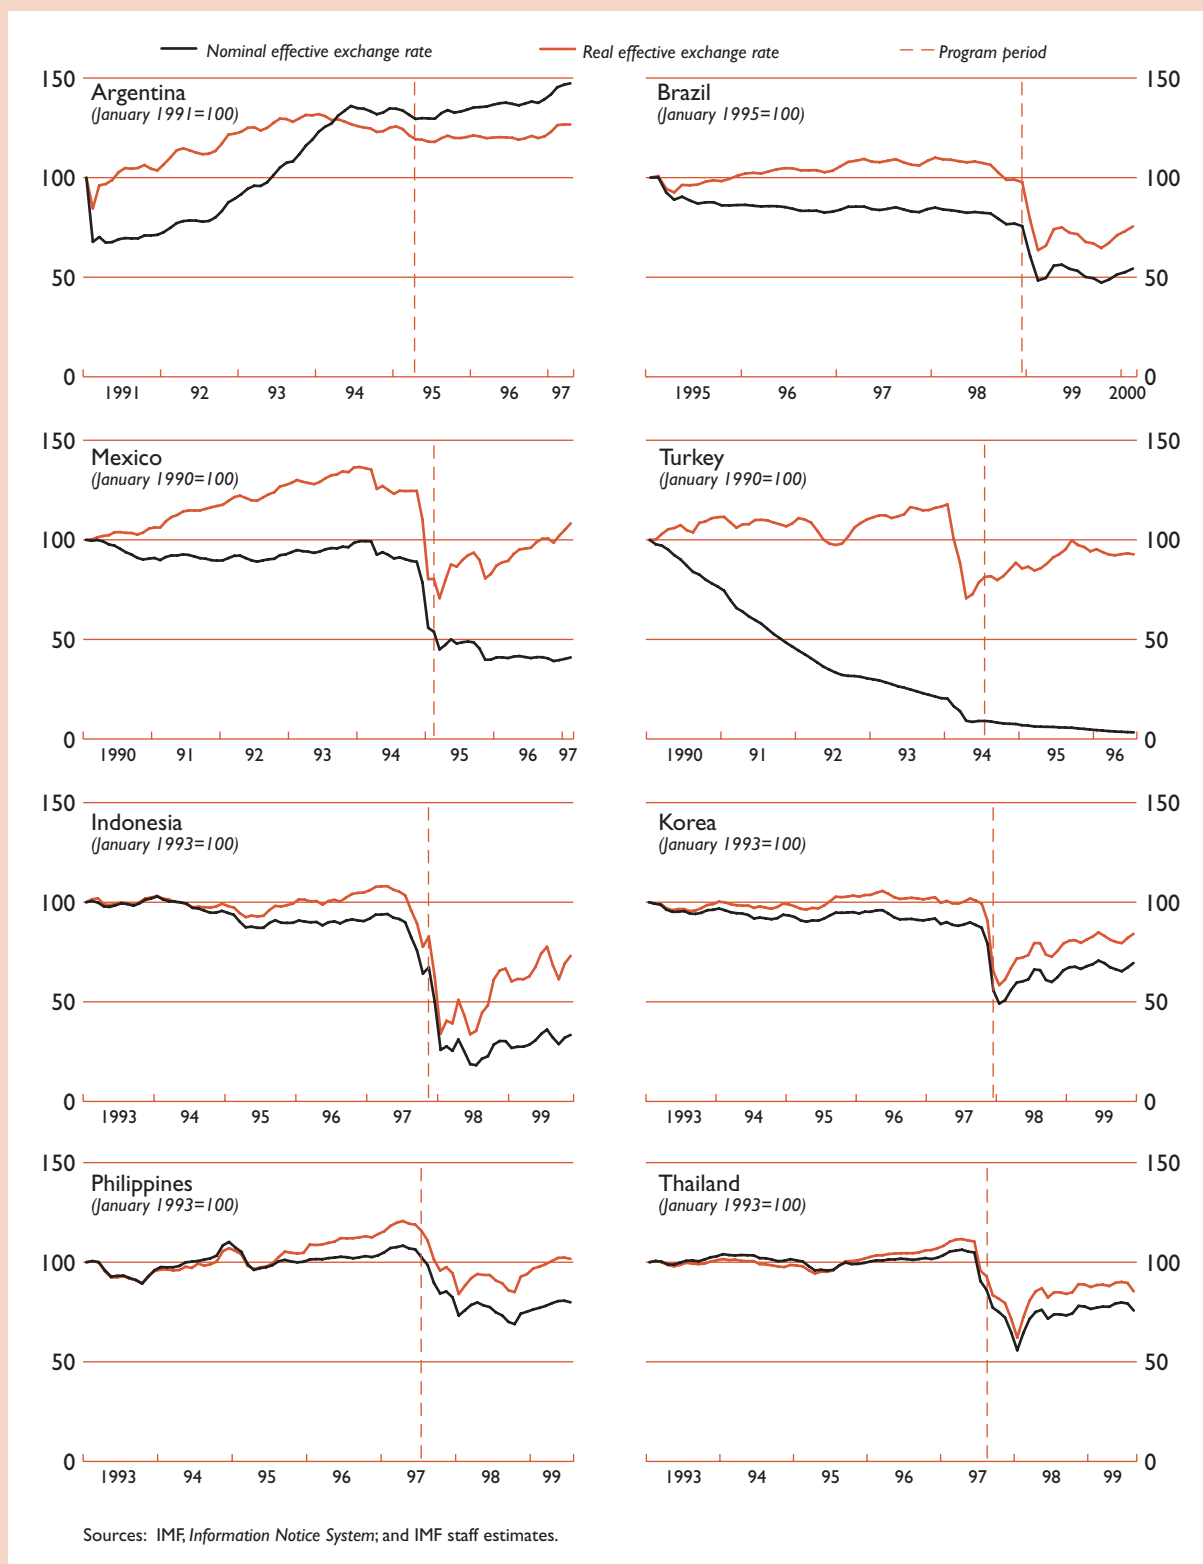 Nominal effective exchange rate Real effective exchange rate Program period
150 150
Argentina Brazil
(January 1991=100) (January 1995=100)
100 100
50 50
0 0
1991 92 93 94 95 96 97 1995 96 97 98 99 2000
150 150
Mexico Turkey
(January 1990=100) (January 1990=100)
100 100
50 50
0 0
1990 91 92 93 94 95 96 97 1990 91 92 93 94 95 96
150 150
Indonesia Korea
(January 1993=100) (January 1993=100)
100 100
50 50
0 0
1993 94 95 96 97 98 99 1993 94 95 96 97 98 99
150 150
Philippines Thailand
(January 1993=100) (January 1993=100)
100 100
50 50
0 0
1993 94 95 96 97 98 99 1993 94 95 96 97 98 99
Sources: IMF, Information Notice System; and IMF staff estimates.